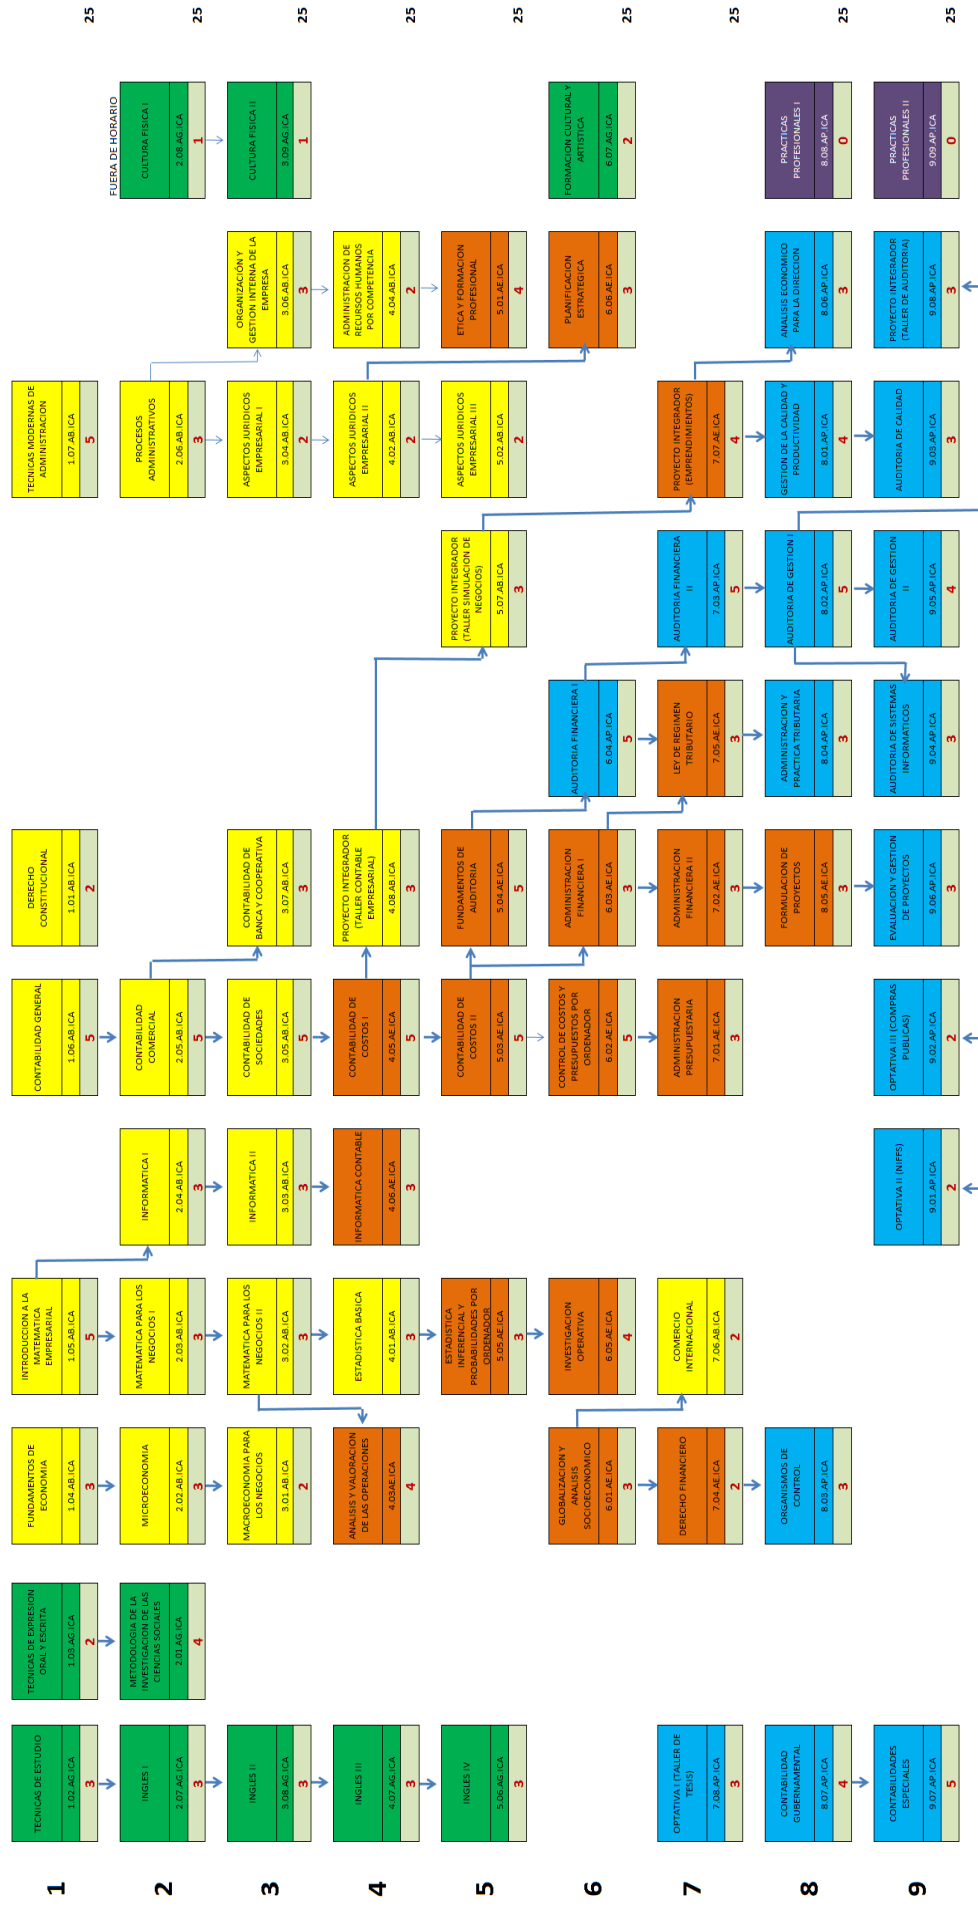 1
TECNICAS DE ESTUDIO
1.02.AG.ICA
3
TECNICAS DE EXPRESION
ORAL Y ESCRITA
1.03.AG.ICA
2
FUNDAMENTOS DE
ECONOMIA
1.04.AB.ICA
3
INTRODUCCION A LA
MATEMATICA
EMPRESARIAL
1.05.AB.ICA
5
CONTABILIDAD GENERAL
1.06.AB.ICA
5
DERECHO
CONSTITUCIONAL
1.01.AB.ICA
2
TECNICAS MODERNAS DE
ADMINISTRACION
1.07.AB.ICA
5
25
FUERA DE HORARIO
2
INGLES I
2.07.AG.ICA
3
METODOLOGIA DE LA
INVESTIGACION DE LAS
CIENCIAS SOCIALES
2.01.AG.ICA
4
MICROECONOMIA
2.02.AB.ICA
3
MATEMATICA PARA LOS
NEGOCIOS I
2.03.AB.ICA
3
INFORMATICA I
2.04.AB.ICA
3
CONTABILIDAD
COMERCIAL
2.05.AB.ICA
5
PROCESOS
ADMINISTRATIVOS
2.06.AB.ICA
3
CULTURA FISICA I
2.08.AG.ICA
1
25
3
INGLES II
3.08.AG.ICA
3
MACROECONOMIA PARA
LOS NEGOCIOS
3.01.AB.ICA
2
MATEMATICA PARA LOS
NEGOCIOS II
3.02.AB.ICA
3
INFORMATICA II
3.03.AB.ICA
3
CONTABILIDAD DE
SOCIEDADES
3.05.AB.ICA
5
CONTABILIDAD DE
BANCA Y COOPERATIVA
3.07.AB.ICA
3
ASPECTOS JURIDICOS
EMPRESARIAL I
3.04.AB.ICA
2
ORGANIZACIÓN Y
GESTION INTERNA DE LA
EMPRESA
3.06.AB.ICA
3
CULTURA FISICA II
3.09.AG.ICA
1
25
4
INGLES III
4.07.AG.ICA
3
ANALISIS Y VALORACION
DE LAS OPERACIONES
4.03AE.ICA
4
ESTADISTICA BASICA
4.01.AB.ICA
3
INFORMATICA CONTABLE
4.06.AE.ICA
3
CONTABILIDAD DE
COSTOS I
4.05.AE.ICA
5
PROYECTO INTEGRADOR
(TALLER CONTABLE
EMPRESARIAL)
4.08.AB.ICA
3
ASPECTOS JURIDICOS
EMPRESARIAL II
4.02.AB.ICA
2
ADMINISTRACION DE
RECURSOS HUMANOS
POR COMPETENCIA
4.04.AB.ICA
2
25
5
INGLES IV
5.06.AG.ICA
3
ESTADISTICA
INFERENCIAL Y
PROBABILIDADES POR
ORDENADOR
5.05.AE.ICA
3
CONTABILIDAD DE
COSTOS II
5.03.AE.ICA
5
FUNDAMENTOS DE
AUDITORIA
5.04.AE.ICA
5
PROYECTO INTEGRADOR
(TALLER SIMULACION DE
NEGOCIOS)
5.07.AB.ICA
3
ASPECTOS JURIDICOS
EMPRESARIAL III
5.02.AB.ICA
2
ETICA Y FORMACION
PROFESIONAL
5.01.AE.ICA
4
25
6
GLOBALIZACION Y
ANALISIS
SOCIOECONOMICO
6.01.AE.ICA
3
INVESTIGACION
OPERATIVA
6.05.AE.ICA
4
CONTROL DE COSTOS Y
PRESUPUESTOS POR
ORDENADOR
6.02.AE.ICA
5
ADMINISTRACION
FINANCIERA I
6.03.AE.ICA
3
AUDITORIA FINANCIERA I
6.04.AP.ICA
5
PLANIFICACION
ESTRATEGICA
6.06.AE.ICA
3
FORMACION CULTURAL Y
ARTISTICA
6.07.AG.ICA
2
25
7
OPTATIVA I (TALLER DE
TESIS)
7.08.AP.ICA
3
DERECHO FINANCIERO
7.04.AE.ICA
2
COMERCIO
INTERNACIONAL
7.06.AB.ICA
2
ADMINISTRACION
PRESUPUESTARIA
7.01.AE.ICA
3
ADMINISTRACION
FINANCIERA II
7.02.AE.ICA
3
LEY DE REGIMEN
TRIBUTARIO
7.05.AE.ICA
3
AUDITORIA FINANCIERA
II
7.03.AP.ICA
5
PROYECTO INTEGRADOR
(EMPRENDIMIENTOS)
7.07.AE.ICA
4
25
8
CONTABILIDAD
GUBERNAMENTAL
8.07.AP.ICA
4
ORGANISMOS DE
CONTROL
8.03.AP.ICA
3
FORMULACION DE
PROYECTOS
8.05.AE.ICA
3
ADMINISTRACION Y
PRACTICA TRIBUTARIA
8.04.AP.ICA
3
AUDITORIA DE GESTION I
8.02.AP.ICA
5
GESTION DE LA CALIDAD Y
PRODUCTIVIDAD
8.01.AP.ICA
4
ANALISIS ECONOMICO
PARA LA DIRECCION
8.06.AP.ICA
3
PRACTICAS
PROFESIONALES I
8.08.AP.ICA
0
25
9
CONTABILIDADES
ESPECIALES
9.07.AP.ICA
5
OPTATIVA II (NIFFS)
9.01.AP.ICA
2
OPTATIVA III (COMPRAS
PUBLICAS)
9.02.AP.ICA
2
EVALUACION Y GESTION
DE PROYECTOS
9.06.AP.ICA
3
AUDITORIA DE SISTEMAS
INFORMATICOS
9.04.AP.ICA
3
AUDITORIA DE GESTION
II
9.05.AP.ICA
4
AUDITORIA DE CALIDAD
9.03.AP.ICA
3
PROYECTO INTEGRADOR
(TALLER DE AUDITORIA)
9.08.AP.ICA
3
PRACTICAS
PROFESIONALES II
9.09.AP.ICA
0
25